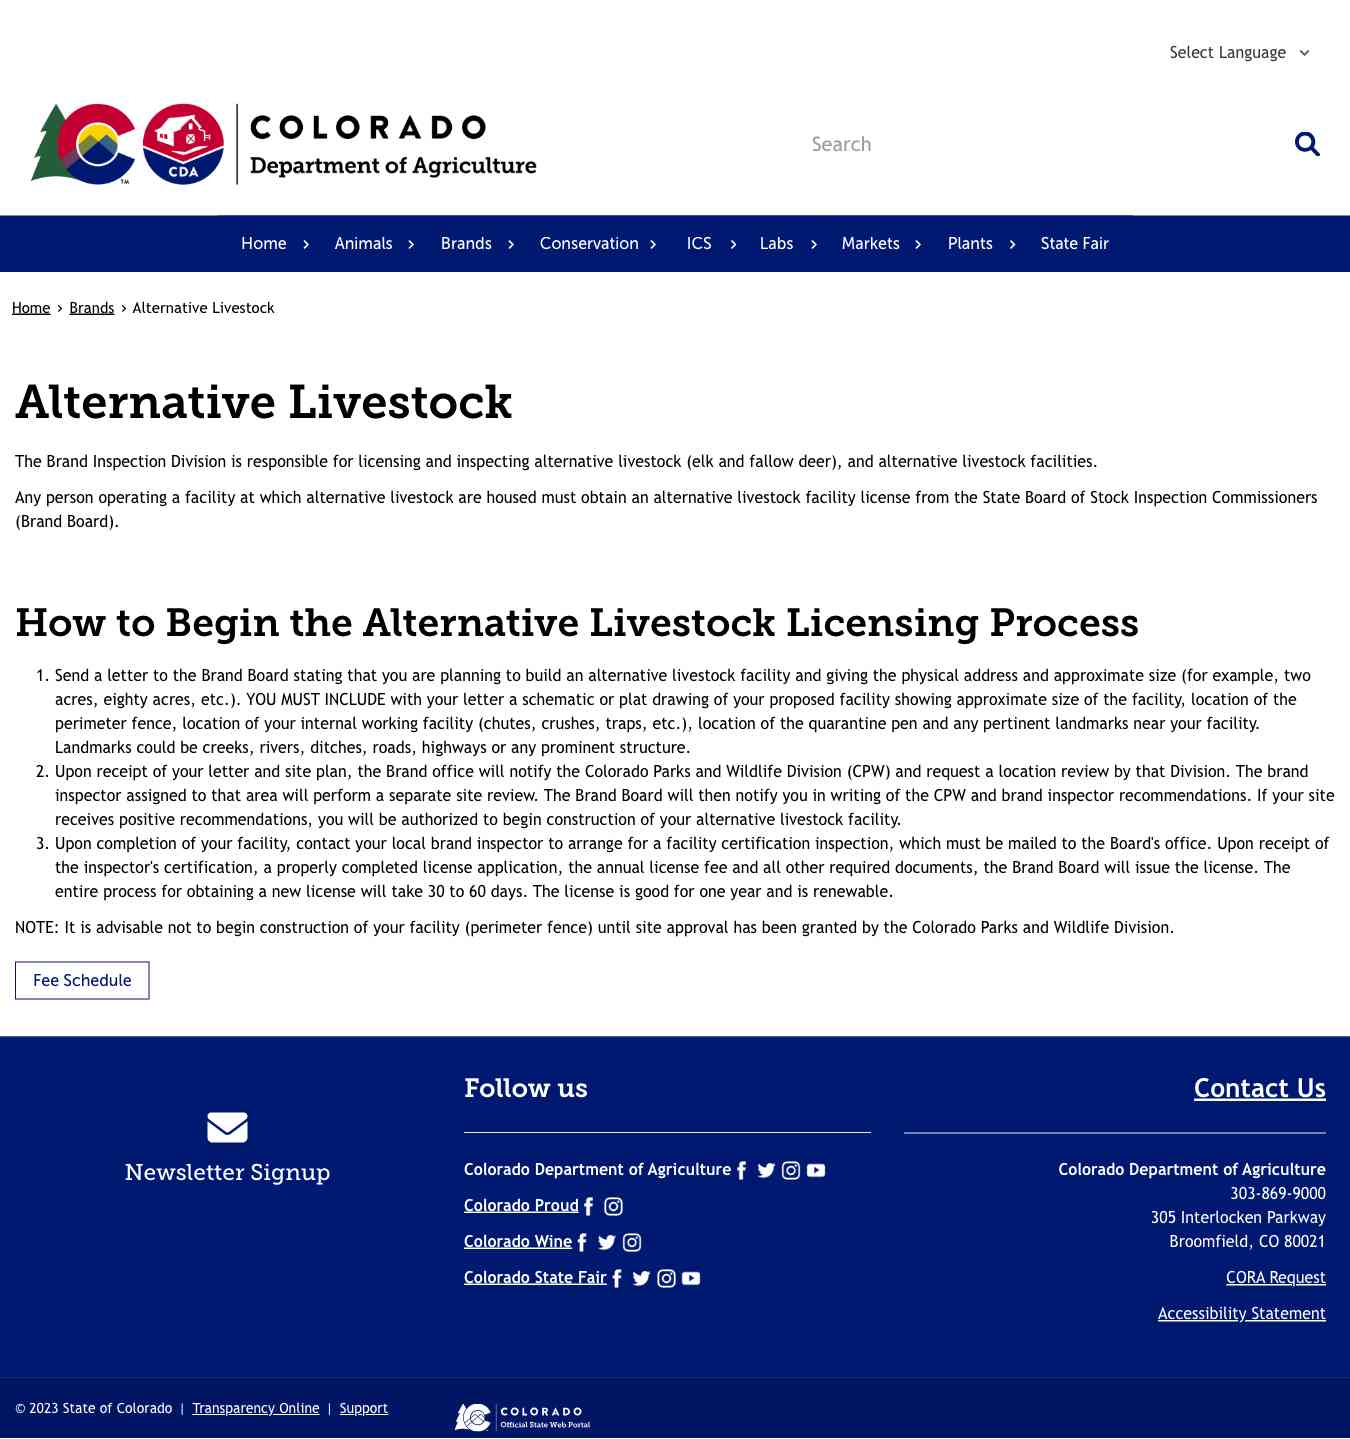 Select Language
CDA
TM
COLORADO
Department of Agriculture
Search
Home Animals Brands Conservation ICS Labs Markets Plants State Fair
Home › Brands › Alternative Livestock
Alternative Livestock
The Brand Inspection Division is responsible for licensing and inspecting alternative livestock (elk and fallow deer), and alternative livestock facilities.
Any person operating a facility at which alternative livestock are housed must obtain an alternative livestock facility license from the State Board of Stock Inspection Commissioners
(Brand Board).
How to Begin the Alternative Livestock Licensing Process
1. Send a letter to the Brand Board stating that you are planning to build an alternative livestock facility and giving the physical address and approximate size (for example, two
acres, eighty acres, etc.). YOU MUST INCLUDE with your letter a schematic or plat drawing of your proposed facility showing approximate size of the facility, location of the
perimeter fence, location of your internal working facility (chutes, crushes, traps, etc.), location of the quarantine pen and any pertinent landmarks near your facility.
Landmarks could be creeks, rivers, ditches, roads, highways or any prominent structure.
2. Upon receipt of your letter and site plan, the Brand office will notify the Colorado Parks and Wildlife Division (CPW) and request a location review by that Division. The brand
inspector assigned to that area will perform a separate site review. The Brand Board will then notify you in writing of the CPW and brand inspector recommendations. If your site
receives positive recommendations, you will be authorized to begin construction of your alternative livestock facility.
3. Upon completion of your facility, contact your local brand inspector to arrange for a facility certification inspection, which must be mailed to the Board's office. Upon receipt of
the inspector's certification, a properly completed license application, the annual license fee and all other required documents, the Brand Board will issue the license. The
entire process for obtaining a new license will take 30 to 60 days. The license is good for one year and is renewable.
NOTE: It is advisable not to begin construction of your facility (perimeter fence) until site approval has been granted by the Colorado Parks and Wildlife Division.
Fee Schedule
Newsletter Signup
Follow us
Colorado Department of Agriculture
Colorado Proud
Colorado Wine
Colorado State Fair
Contact Us
Colorado Department of Agriculture
303-869-9000
305 Interlocken Parkway
Broomfield, CO 80021
CORA Request
Accessibility Statement
© 2023 State of Colorado | Transparency Online | Support
COLORADO
Official State Web Portal